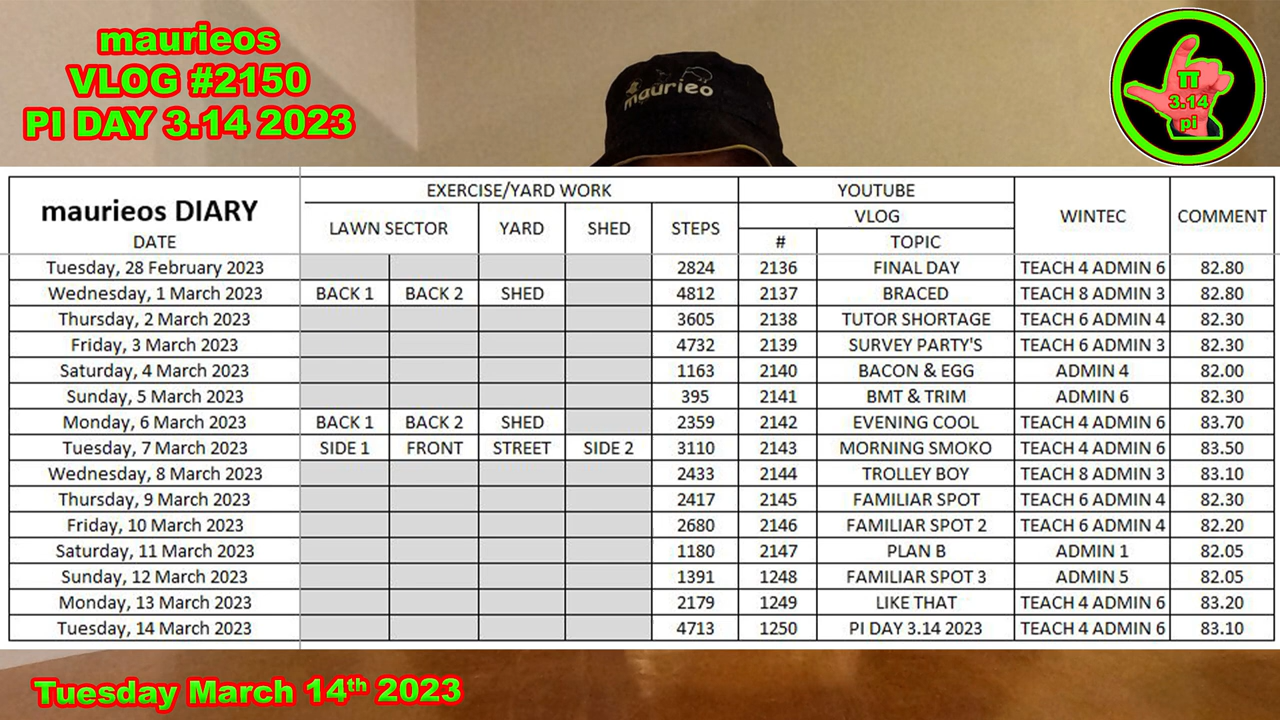 maurieos
VLOG #2150
PI DAY 3.14 2023
maurieo
π
3.14
pi
maurieos DIARY
DATE
EXERCISE/YARD WORK
LAWN SECTOR YARD SHED STEPS
YOUTUBE
VLOG
# TOPIC
WINTEC
COMMENT
Tuesday, 28 February 2023 2824 2136 FINAL DAY TEACH 4 ADMIN 6 82.80
Wednesday, 1 March 2023 BACK 1 BACK 2 SHED 4812 2137 BRACED TEACH 8 ADMIN 3 82.80
Thursday, 2 March 2023 3605 2138 TUTOR SHORTAGE TEACH 6 ADMIN 4 82.30
Friday, 3 March 2023 4732 2139 SURVEY PARTY'S TEACH 6 ADMIN 3 82.30
Saturday, 4 March 2023 1163 2140 BACON & EGG ADMIN 4 82.00
Sunday, 5 March 2023 395 2141 BMT & TRIM ADMIN 6 82.30
Monday, 6 March 2023 BACK 1 BACK 2 SHED 2359 2142 EVENING COOL TEACH 4 ADMIN 6 83.70
Tuesday, 7 March 2023 SIDE 1 FRONT STREET SIDE 2 3110 2143 MORNING SMOKO TEACH 4 ADMIN 6 83.50
Wednesday, 8 March 2023 2433 2144 TROLLEY BOY TEACH 8 ADMIN 3 83.10
Thursday, 9 March 2023 2417 2145 FAMILIAR SPOT TEACH 6 ADMIN 4 82.30
Friday, 10 March 2023 2680 2146 FAMILIAR SPOT 2 TEACH 6 ADMIN 4 82.20
Saturday, 11 March 2023 1180 2147 PLAN B ADMIN 1 82.05
Sunday, 12 March 2023 1391 1248 FAMILIAR SPOT 3 ADMIN 5 82.05
Monday, 13 March 2023 2179 1249 LIKE THAT TEACH 4 ADMIN 6 83.20
Tuesday, 14 March 2023 4713 1250 PI DAY 3.14 2023 TEACH 4 ADMIN 6 83.10
Tuesday March 14th 2023